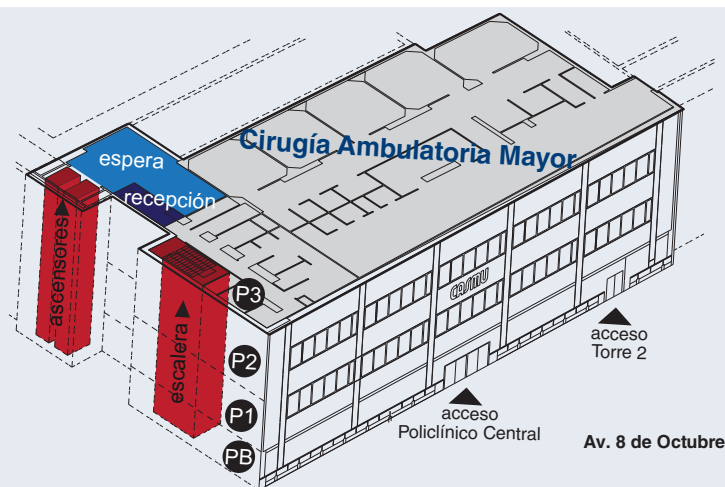 Cirugía Ambulatoria Mayor
espera
recepción
ascensores
escalera
P3
P2
P1
PB
CASMU
acceso
Torre 2
acceso
Policlínico Central
Av. 8 de Octubre